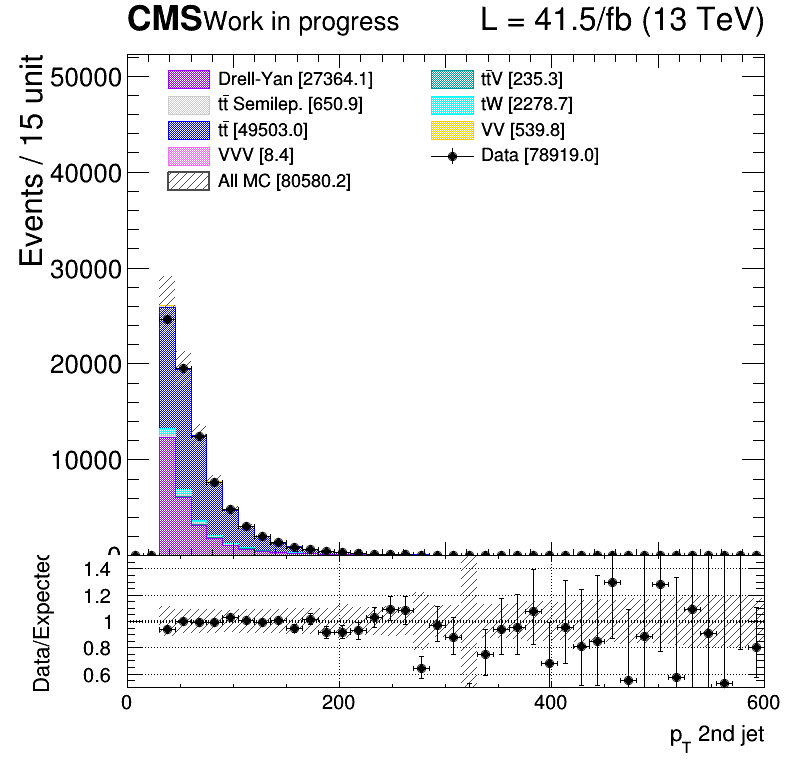 CMS Work in progress L = 41.5/fb (13 TeV)
Events / 15 unit
50000
40000
30000
20000
10000
0
Drell-Yan [27364.1]
tt̄ Semilep. [650.9]
tt̄ [49503.0]
VVV [8.4]
All MC [80580.2]
tt̄V [235.3]
tW [2278.7]
VV [539.8]
Data [78919.0]
Data/Expected
1.4
1.2
1
0.8
0.6
0 200 400 600
p_T 2nd jet